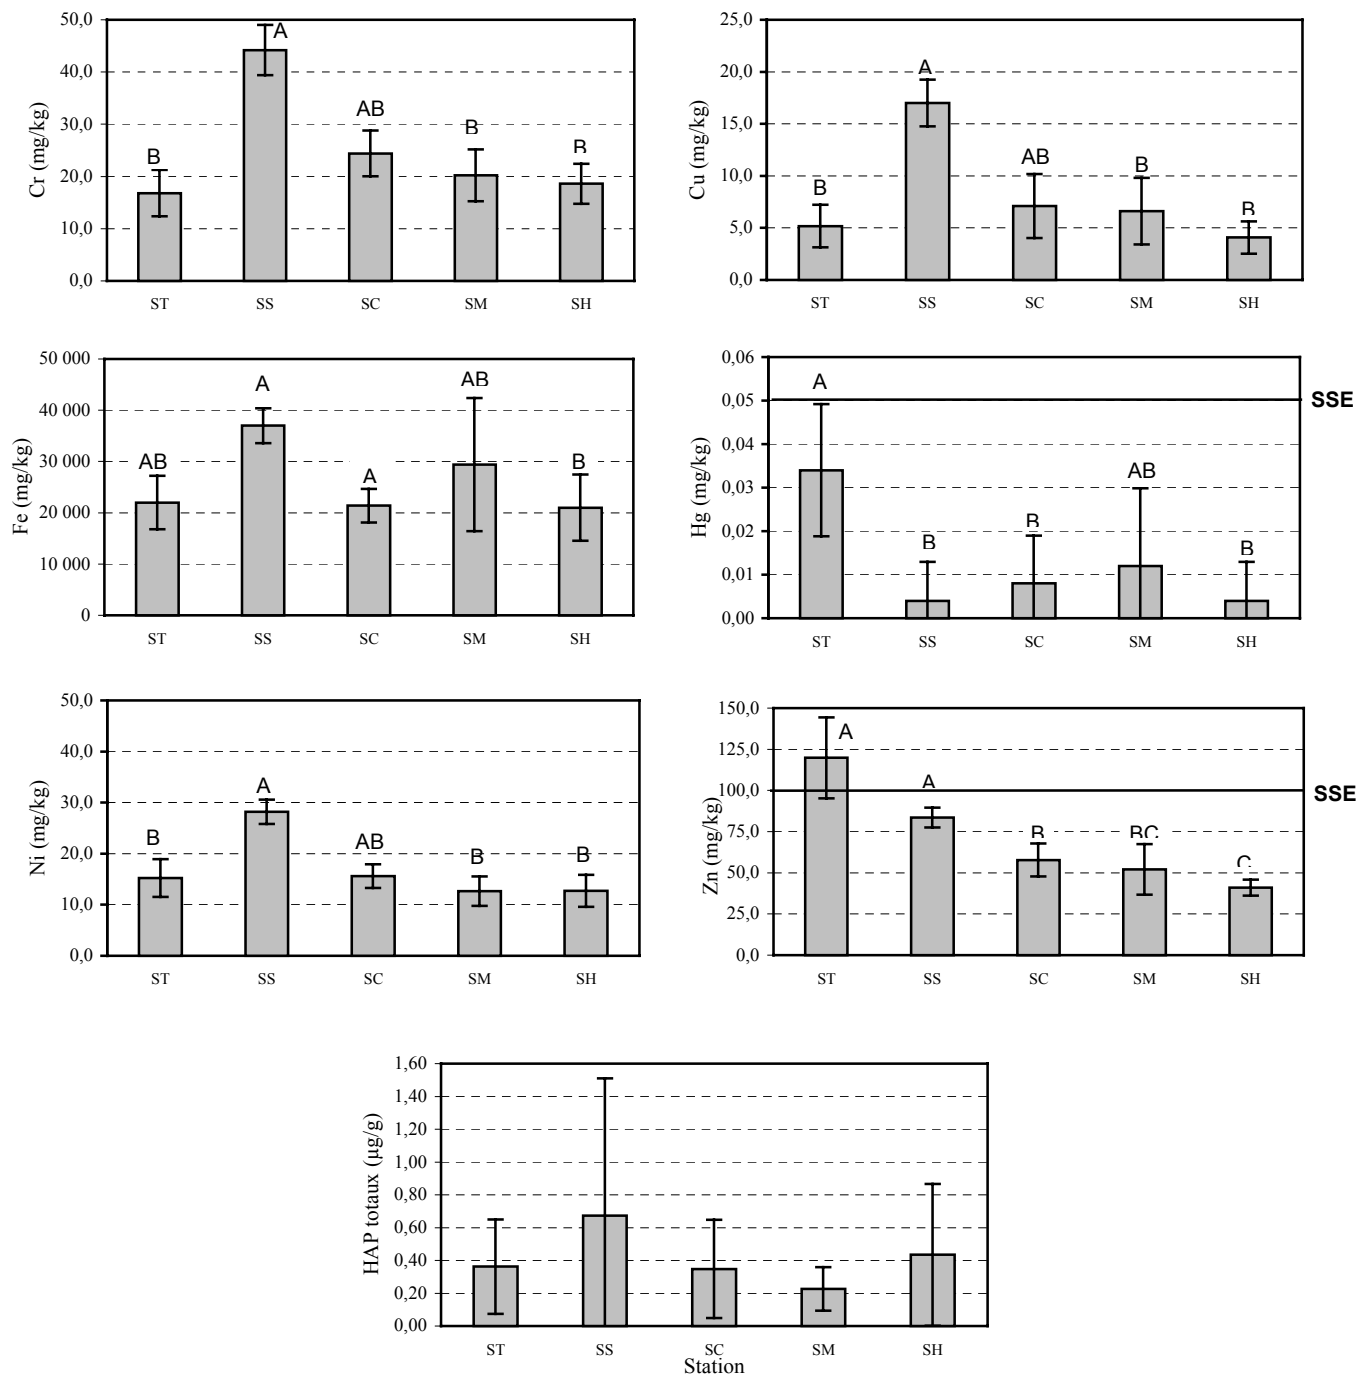 50,0
40,0
30,0
20,0
10,0
0,0
Cr (mg/kg)
B
A
AB
B
B
ST SS SC SM SH
25,0
20,0
15,0
10,0
5,0
0,0
Cu (mg/kg)
B
A
AB
B
B
ST SS SC SM SH
50 000
40 000
30 000
20 000
10 000
0
Fe (mg/kg)
AB
A
A
AB
B
ST SS SC SM SH
0,06
0,05
0,04
0,03
0,02
0,01
0,00
Hg (mg/kg)
A
B
B
AB
B
SSE
ST SS SC SM SH
50,0
40,0
30,0
20,0
10,0
0,0
Ni (mg/kg)
B
A
AB
B
B
ST SS SC SM SH
150,0
125,0
100,0
75,0
50,0
25,0
0,0
Zn (mg/kg)
A
A
B
BC
C
SSE
ST SS SC SM SH
1,60
1,40
1,20
1,00
0,80
0,60
0,40
0,20
0,00
HAP totaux (µg/g)
ST SS SC SM SH
Station